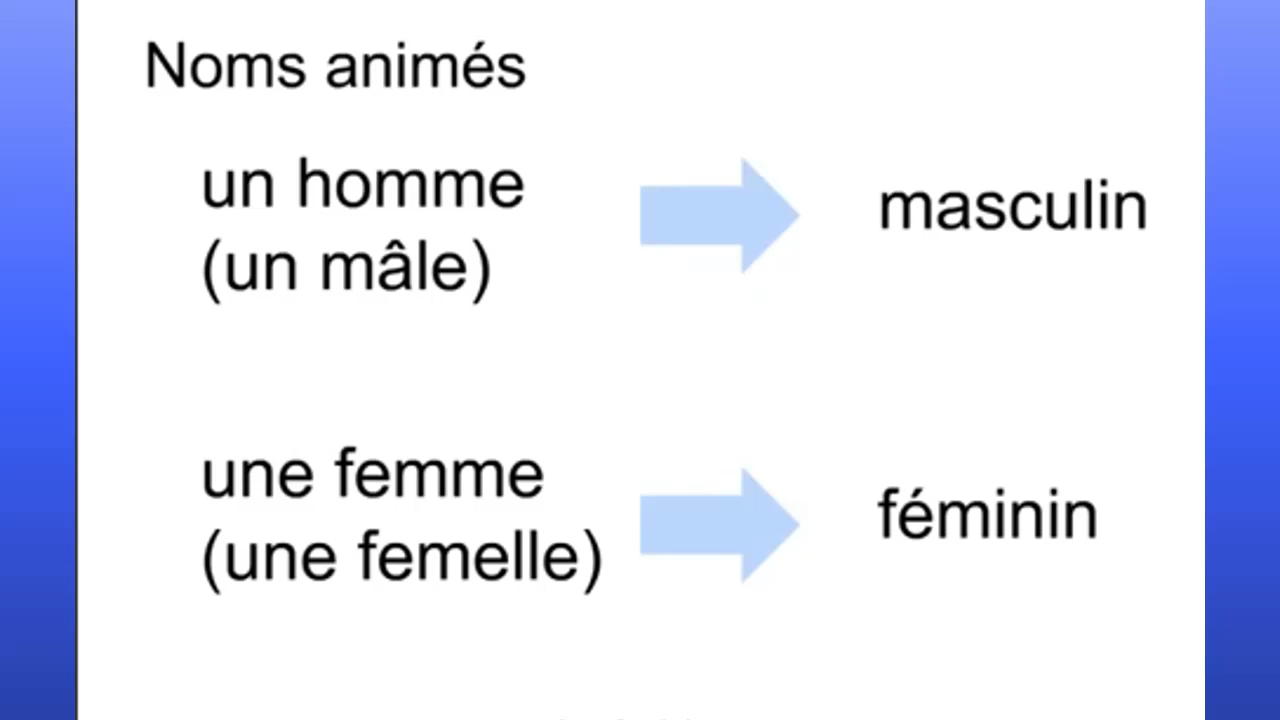 Noms animés
un homme
(un mâle)
masculin
une femme
(une femelle)
féminin